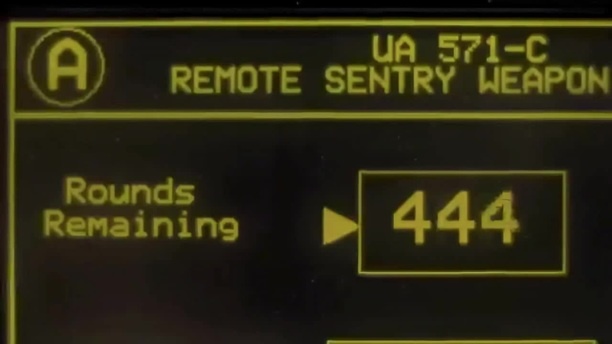 A
UA 571-C
REMOTE SENTRY WEAPON
Rounds
Remaining
444